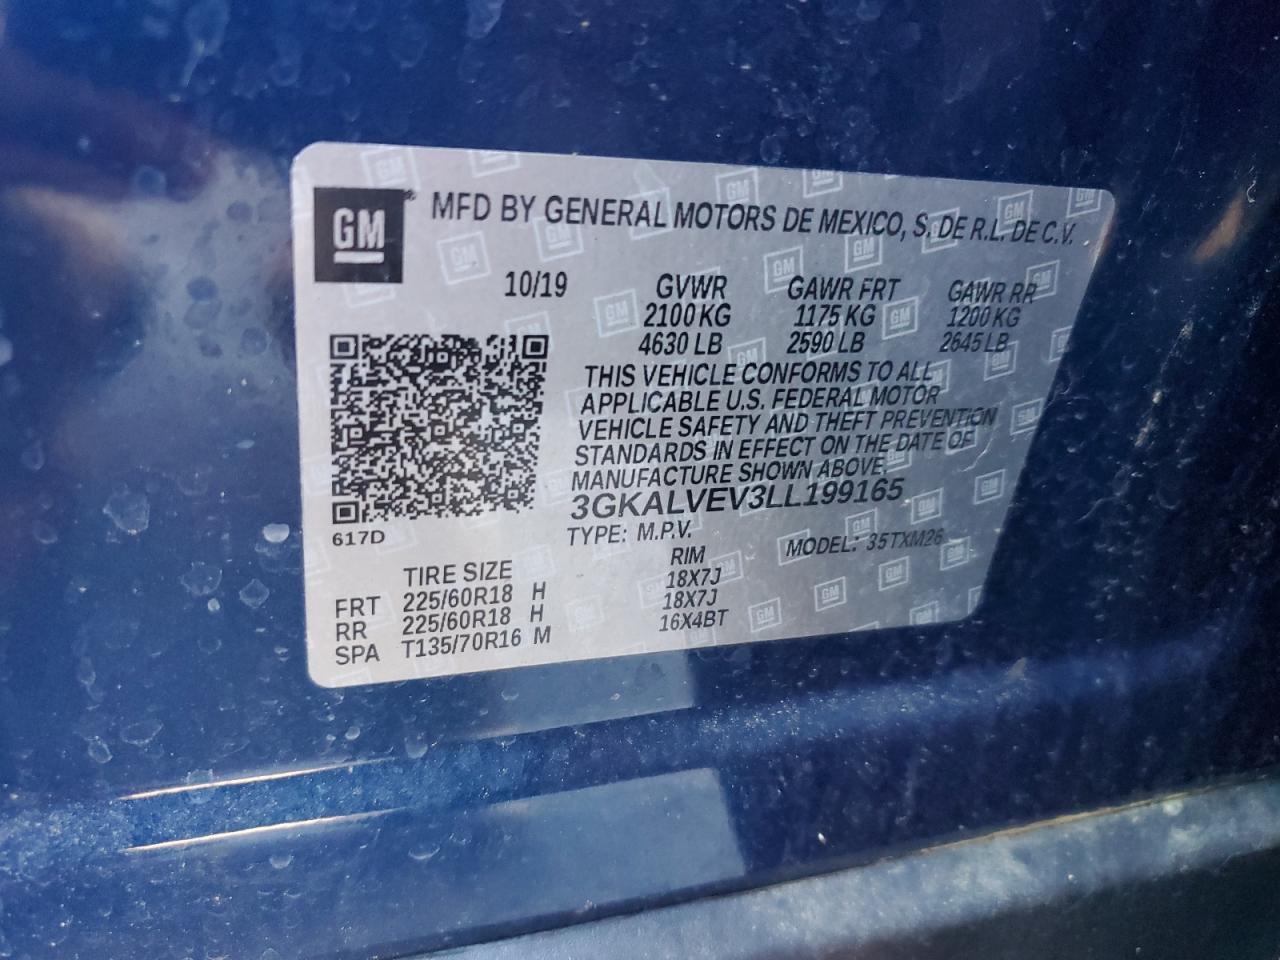 GM® MFD BY GENERAL MOTORS DE MEXICO, S. DE R.L. DE C.V.
10/19 GVWR GAWR FRT GAWR RR
2100 KG 1175 KG 1200 KG
4630 LB 2590 LB 2645 LB
THIS VEHICLE CONFORMS TO ALL
APPLICABLE U.S. FEDERAL MOTOR
VEHICLE SAFETY AND THEFT PREVENTION
STANDARDS IN EFFECT ON THE DATE OF
MANUFACTURE SHOWN ABOVE.
3GKALVEV3LL199165
617D TYPE: M.P.V. MODEL: 35TXM26
TIRE SIZE RIM
FRT 225/60R18 H 18X7J
RR 225/60R18 H 18X7J
SPA T135/70R16 M 16X4BT